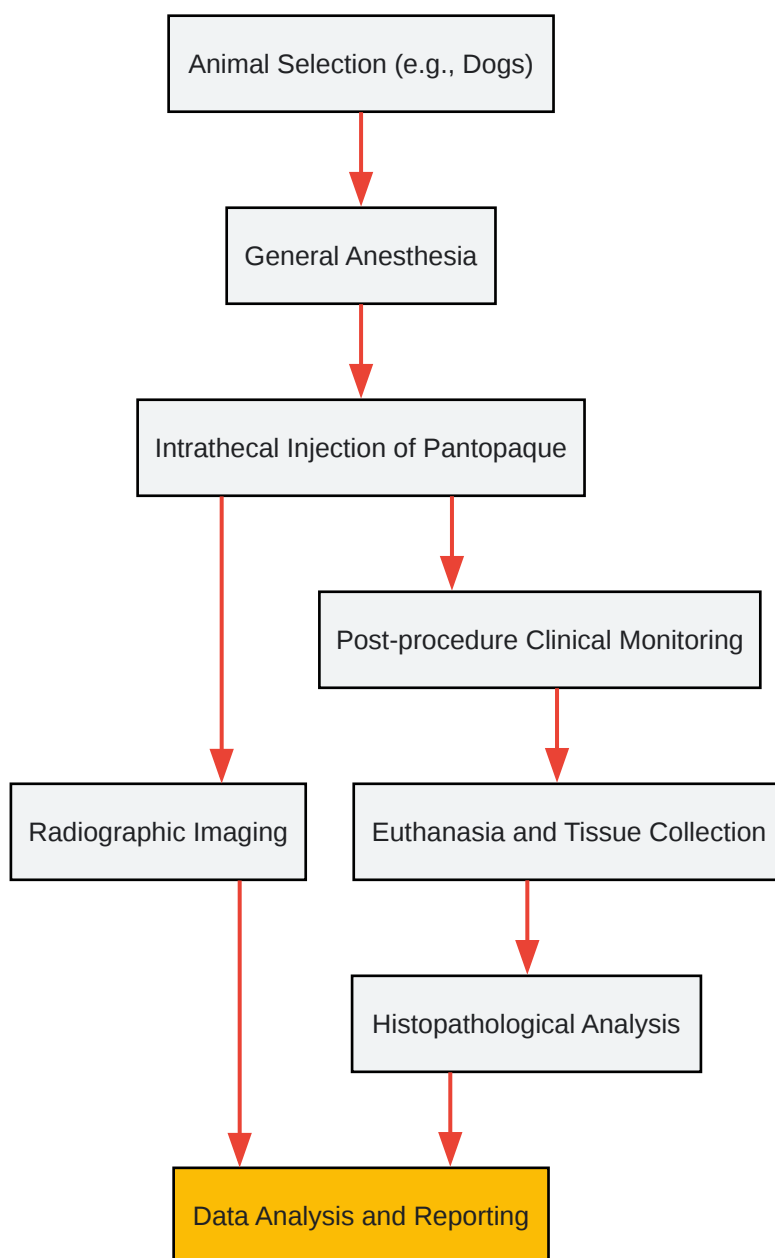 Animal Selection (e.g., Dogs)
General Anesthesia
Intrathecal Injection of Pantopaque
Post-procedure Clinical Monitoring
Radiographic Imaging
Euthanasia and Tissue Collection
Histopathological Analysis
Data Analysis and Reporting